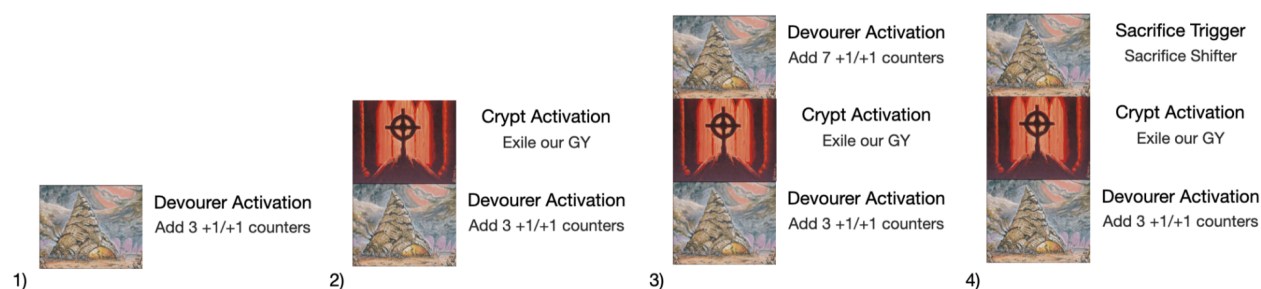 Devourer Activation
Add 3 +1/+1 counters
1)
Crypt Activation
Exile our GY
Devourer Activation
Add 3 +1/+1 counters
2)
Devourer Activation
Add 7 +1/+1 counters
Crypt Activation
Exile our GY
Devourer Activation
Add 3 +1/+1 counters
3)
Sacrifice Trigger
Sacrifice Shifter
Crypt Activation
Exile our GY
Devourer Activation
Add 3 +1/+1 counters
4)